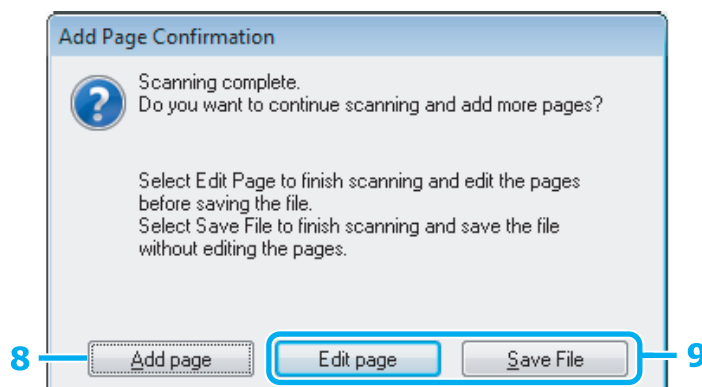 Add Page Confirmation
Scanning complete.
Do you want to continue scanning and add more pages?
Select Edit Page to finish scanning and edit the pages
before saving the file.
Select Save File to finish scanning and save the file
without editing the pages.
8 Add page Edit page Save File 9